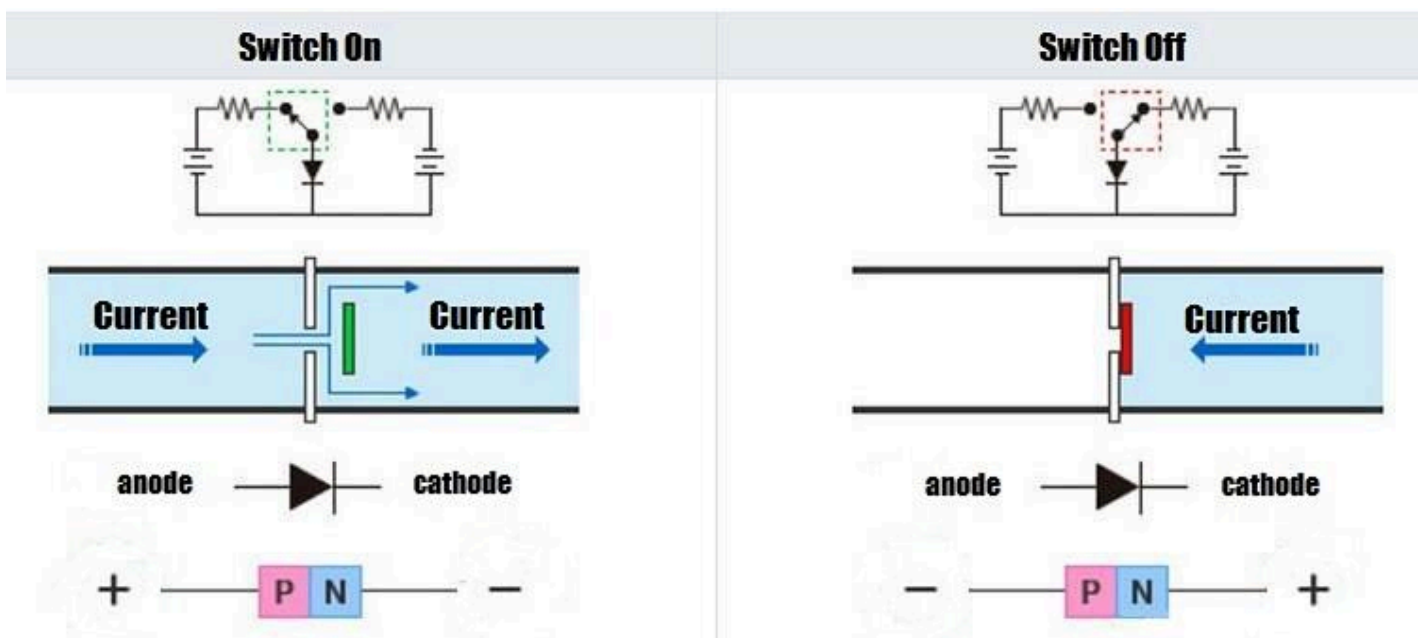 Switch On
Switch Off
Current
Current
Current
anode
cathode
anode
cathode
+ P N −
− P N +